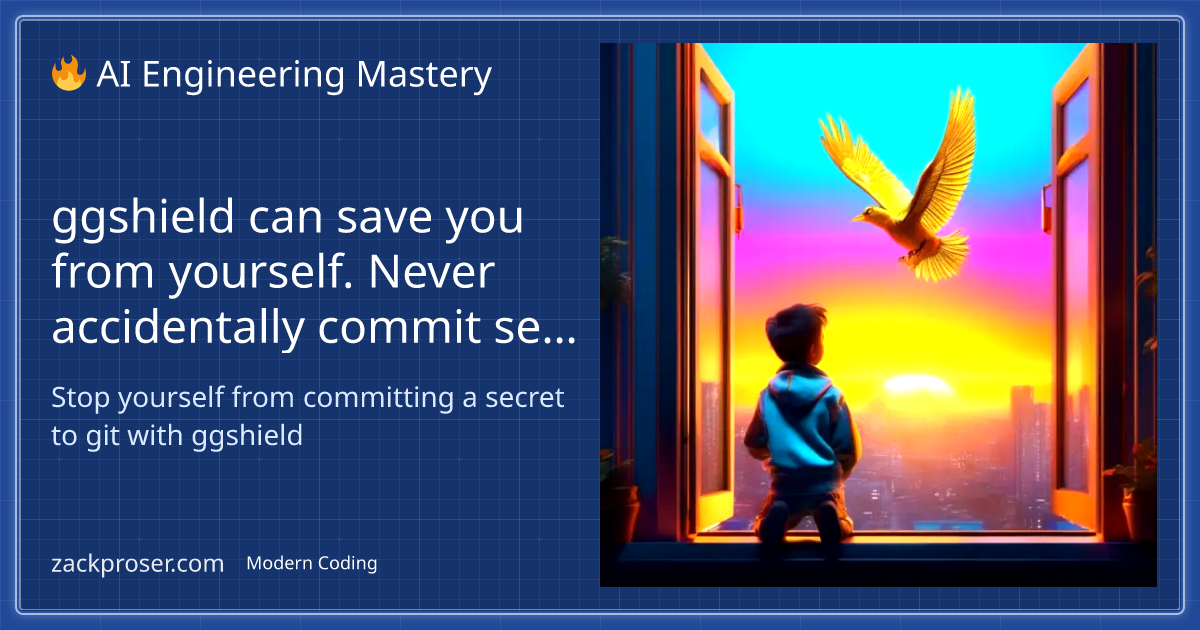 🔥 AI Engineering Mastery
ggshield can save you
from yourself. Never
accidentally commit se...
Stop yourself from committing a secret
to git with ggshield
zackproser.com Modern Coding